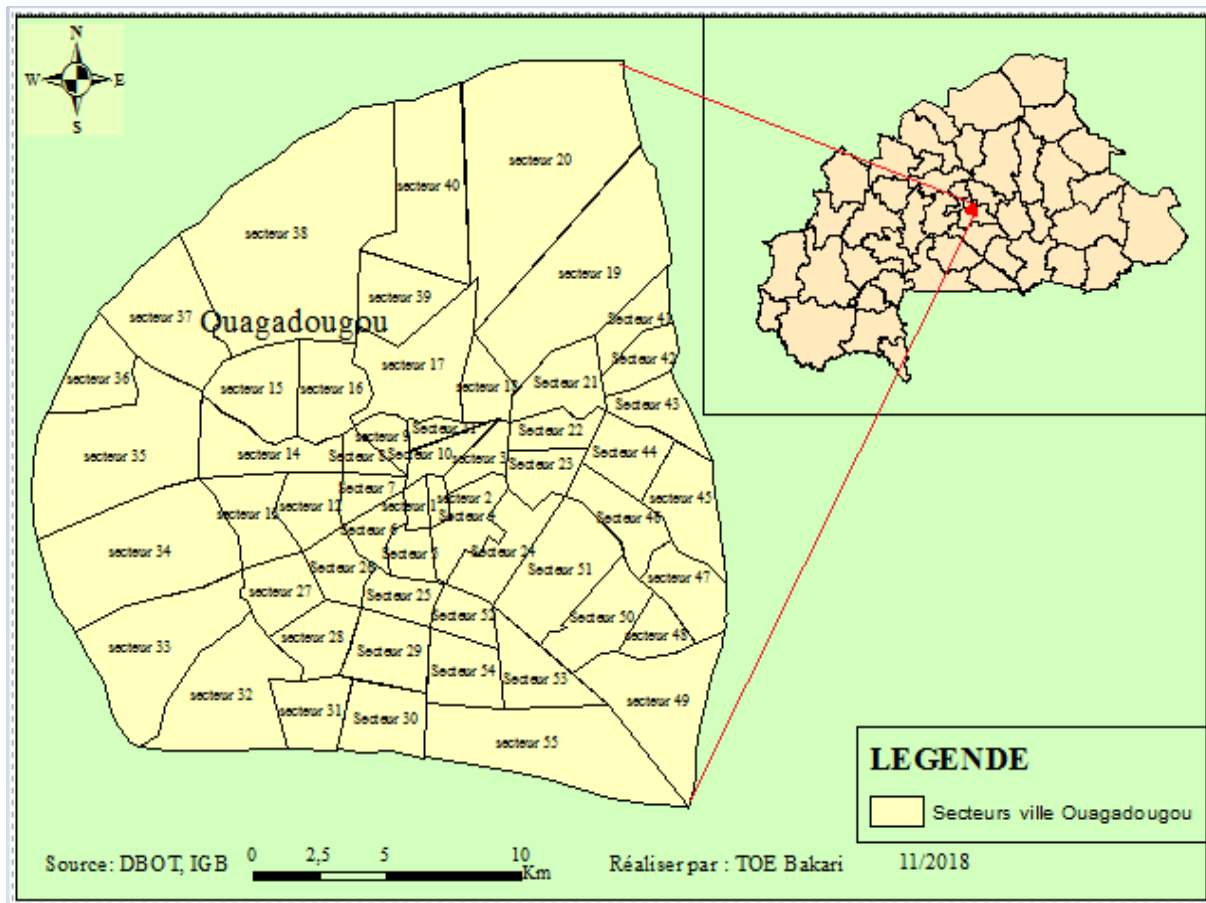 N
W E
S
secteur 20
secteur 40
secteur 38
secteur 19
secteur 39
secteur 37
Ouagadougou
Secteur 41
Secteur 42
secteur 36
secteur 15
secteur 16
secteur 17
Secteur 21
Secteur 43
Secteur 22
secteur 9
secteur 35
secteur 14
Secteur 8
Secteur 10
secteur 3
Secteur 23
Secteur 44
Secteur 7
secteur 45
secteur 2
secteur 1
secteur 12
Secteur 4
Secteur 46
Secteur 6
secteur 34
Secteur 5
Secteur 24
Secteur 26
Secteur 51
secteur 47
secteur 27
Secteur 25
Secteur 52
Secteur 50
secteur 48
secteur 28
secteur 33
Secteur 29
Secteur 54
Secteur 53
secteur 32
secteur 49
secteur 31
Secteur 30
secteur 55
LEGENDE
Secteurs ville Ouagadougou
Source: DBOT, IGB
0 2,5 5 10
Km
Réaliser par : TOE Bakari
11/2018